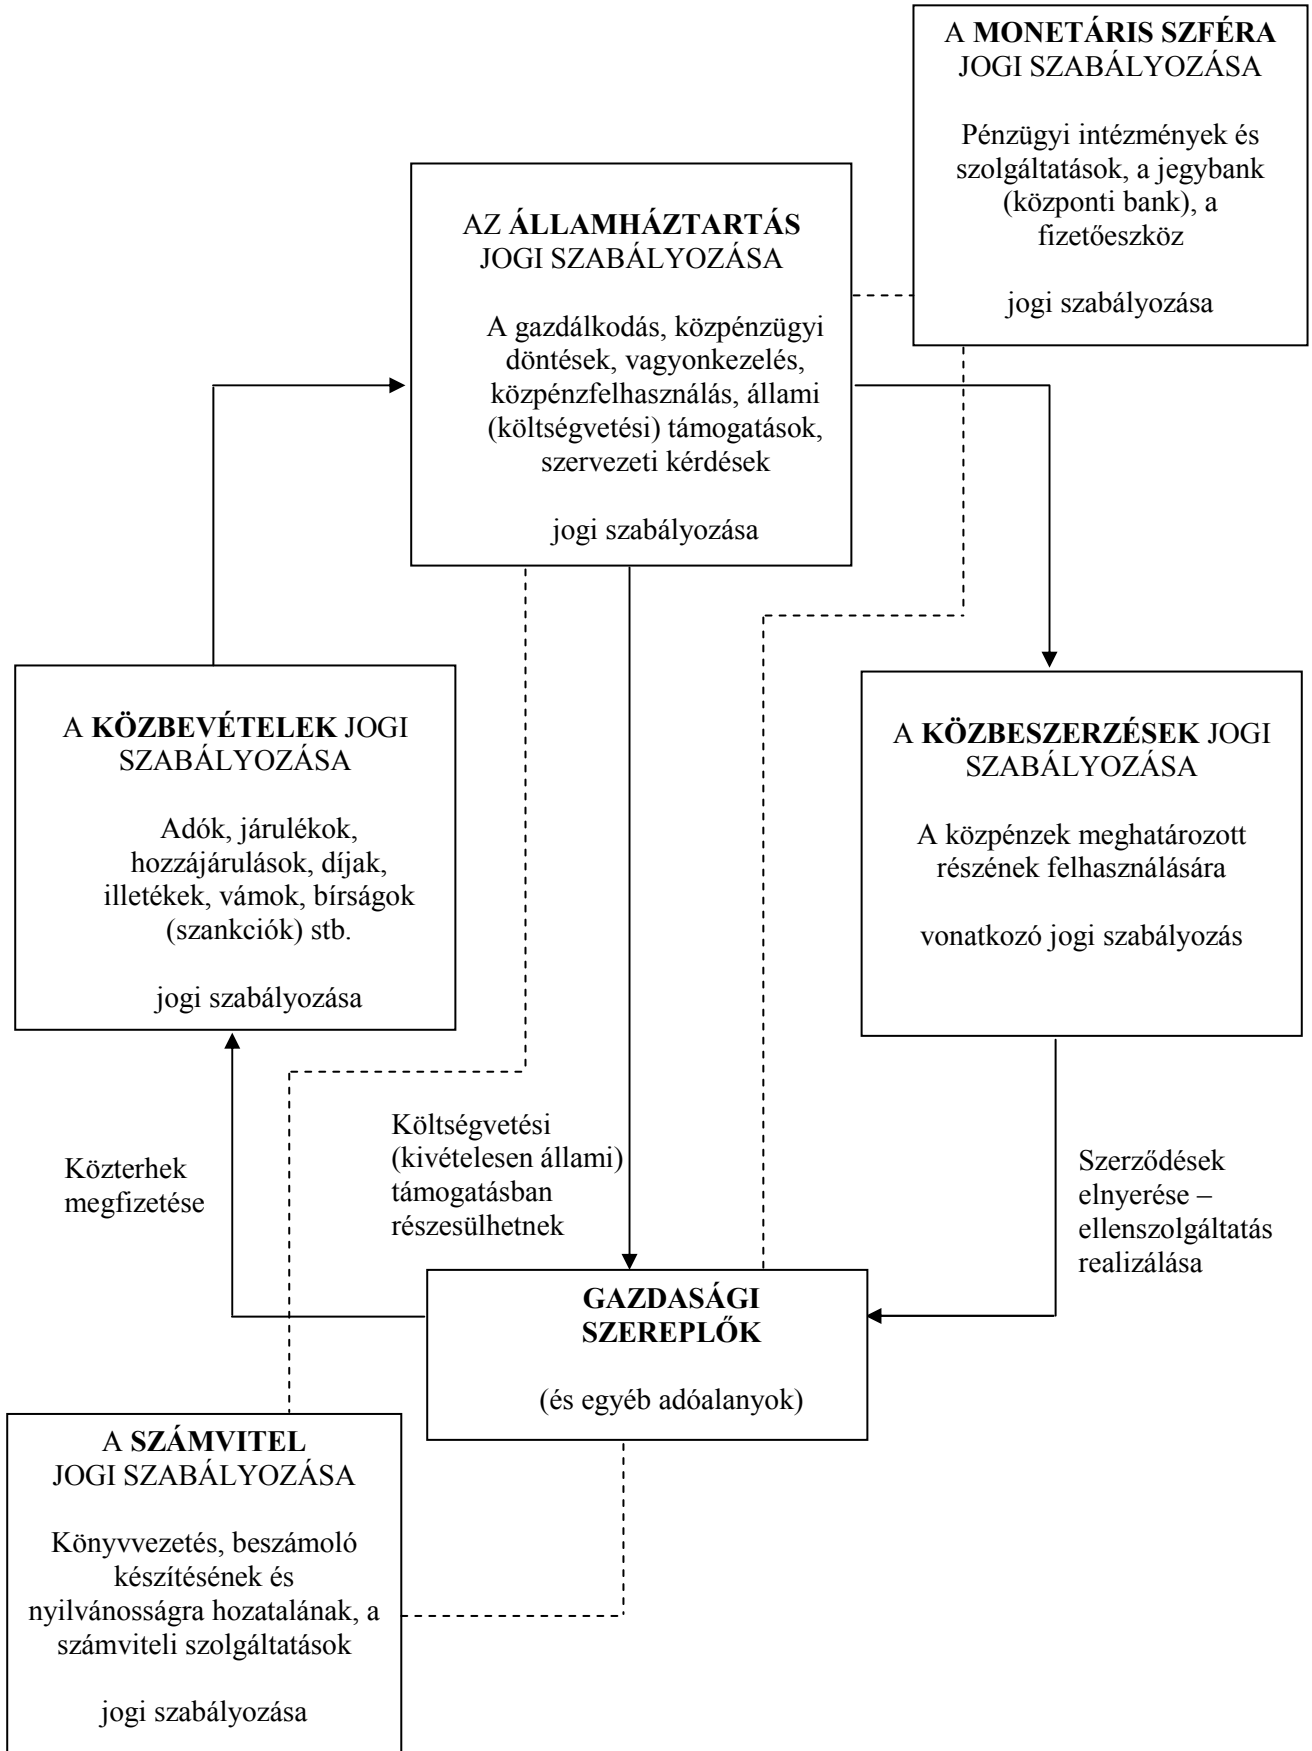 A MONETÁRIS SZFÉRA
JOGI SZABÁLYOZÁSA
Pénzügyi intézmények és
szolgáltatások, a jegybank
(központi bank), a
fizetőeszköz
jogi szabályozása
AZ ÁLLAMHÁZTARTÁS
JOGI SZABÁLYOZÁSA
A gazdálkodás, közpénzügyi
döntések, vagyonkezelés,
közpénzfelhasználás, állami
(költségvetési) támogatások,
szervezeti kérdések
jogi szabályozása
A KÖZBEVÉTELEK JOGI
SZABÁLYOZÁSA
Adók, járulékok,
hozzájárulások, díjak,
illetékek, vámok, bírságok
(szankciók) stb.
jogi szabályozása
A KÖZBESZERZÉSEK JOGI
SZABÁLYOZÁSA
A közpénzek meghatározott
részének felhasználására
vonatkozó jogi szabályozás
Közterhek
megfizetése
Költségvetési
(kivételesen állami)
támogatásban
részesülhetnek
Szerződések
elnyerése –
ellenszolgáltatás
realizálása
GAZDASÁGI
SZEREPLŐK
(és egyéb adóalanyok)
A SZÁMVITEL
JOGI SZABÁLYOZÁSA
Könyvvezetés, beszámoló
készítésének és
nyilvánosságra hozatalának, a
számviteli szolgáltatások
jogi szabályozása